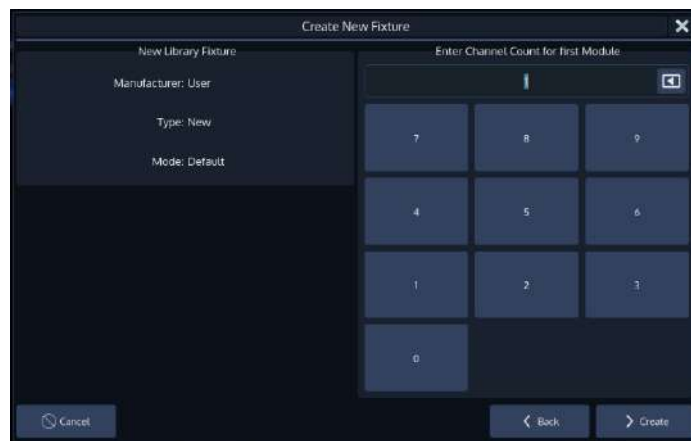 Create New Fixture
New Library Fixture
Manufacturer: User
Type: New
Mode: Default
Enter Channel Count for first Module
1
7 8 9
4 5 6
1 2 3
0
Cancel
Back
Create